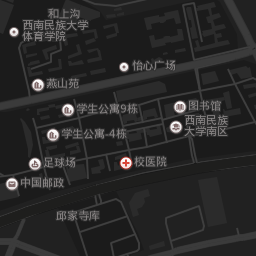 和上沟
西南民族大学
体育学院
怡心广场
燕山苑
学生公寓9栋
图书馆
西南民族
大学南区
学生公寓-4栋
足球场
校医院
中国邮政
邱家寺库